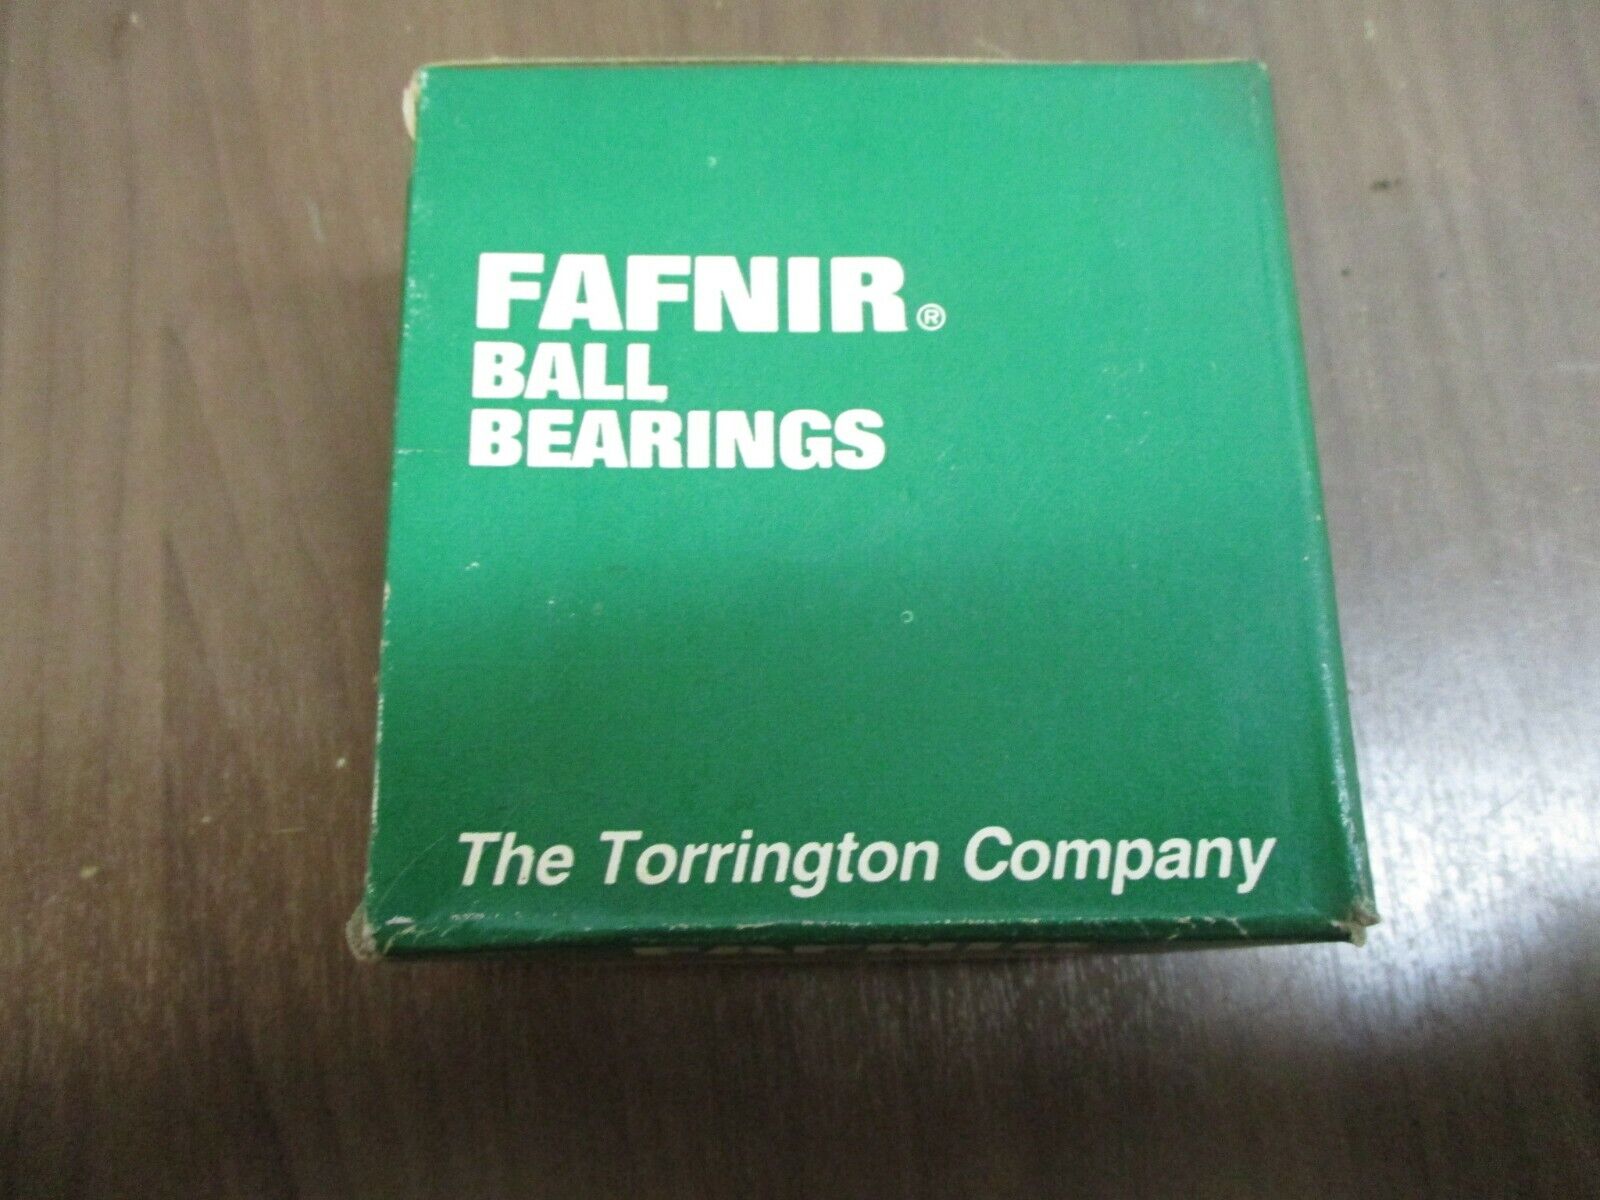 FAFNIR®
BALL
BEARINGS
The Torrington Company